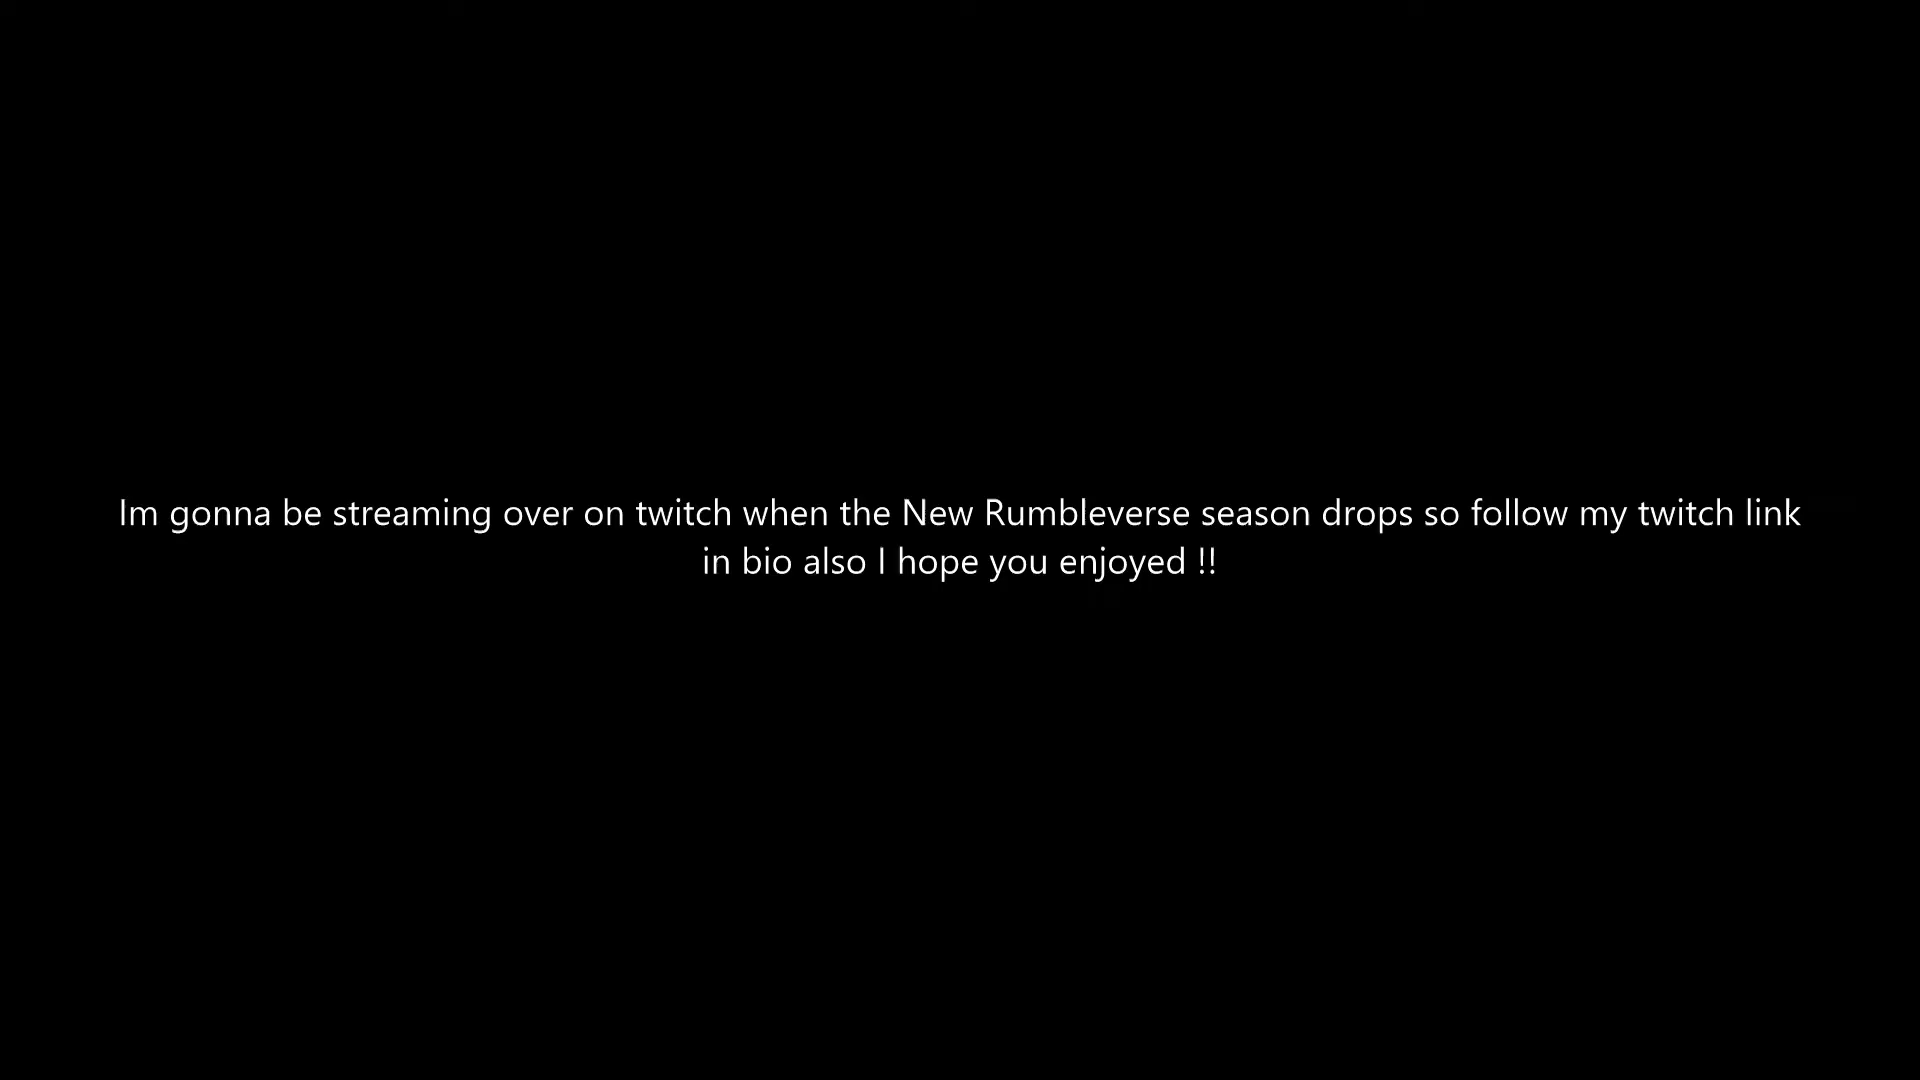 Im gonna be streaming over on twitch when the New Rumbleverse season drops so follow my twitch link
in bio also I hope you enjoyed !!